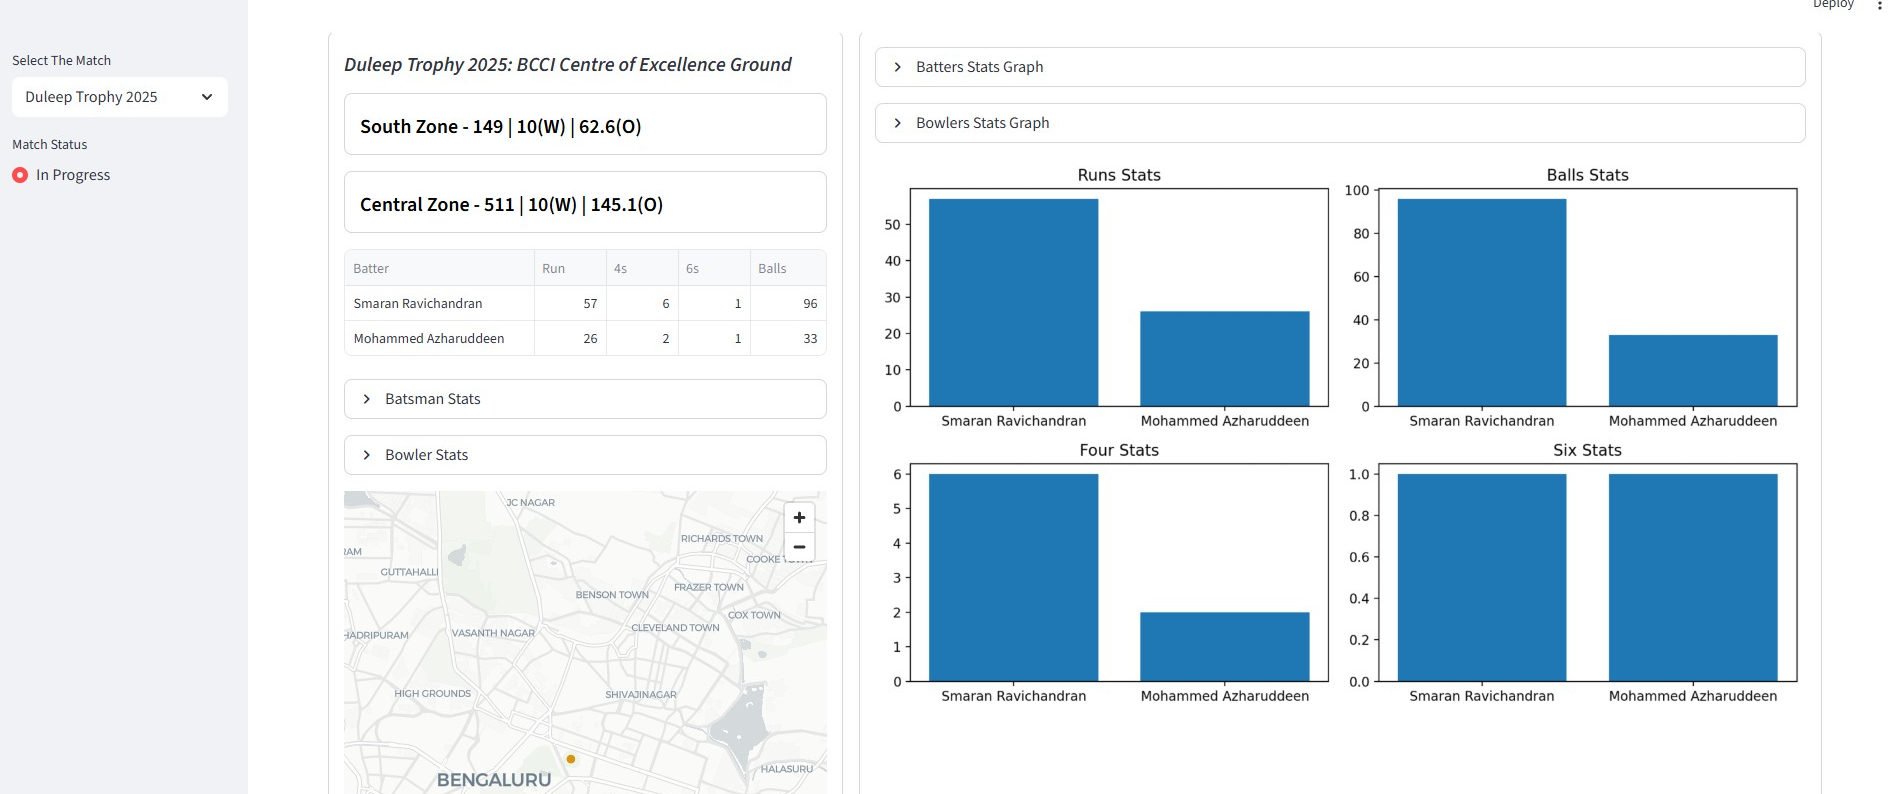 Deploy
Select The Match
Duleep Trophy 2025
Match Status
In Progress
Duleep Trophy 2025: BCCI Centre of Excellence Ground
South Zone - 149 | 10(W) | 62.6(O)
Central Zone - 511 | 10(W) | 145.1(O)
Batter Run 4s 6s Balls
Smaran Ravichandran 57 6 1 96
Mohammed Azharuddeen 26 2 1 33
Batsman Stats
Bowler Stats
JC NAGAR
RICHARDS TOWN
RAM
COOKE TOWN
GUTTAHALLI
FRAZER TOWN
BENSON TOWN
COX TOWN
CLEVELAND TOWN
HADRIPURAM
VASANTH NAGAR
HIGH GROUNDS
SHIVAJINAGAR
HALASURU
BENGALURU
+
−
Batters Stats Graph
Bowlers Stats Graph
Runs Stats
50
40
30
20
10
0
Smaran Ravichandran Mohammed Azharuddeen
Balls Stats
100
80
60
40
20
0
Smaran Ravichandran Mohammed Azharuddeen
Four Stats
6
5
4
3
2
1
0
Smaran Ravichandran Mohammed Azharuddeen
Six Stats
1.0
0.8
0.6
0.4
0.2
0.0
Smaran Ravichandran Mohammed Azharuddeen